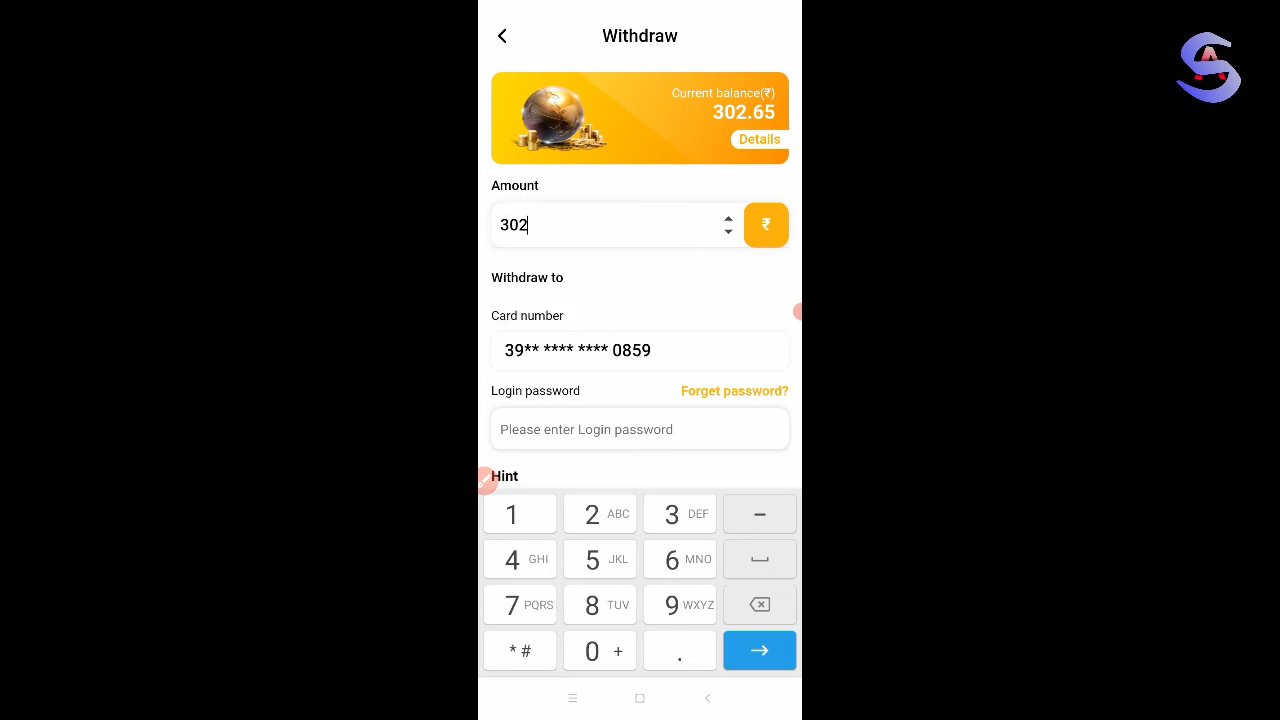 Withdraw
Current balance(₹)
302.65
Details
Amount
302
₹
Withdraw to
Card number
39** **** **** 0859
Login password Forget password?
Please enter Login password
Hint
1 2 ABC 3 DEF –
4 GHI 5 JKL 6 MNO
7 PQRS 8 TUV 9 WXYZ
* # 0 + .
SA